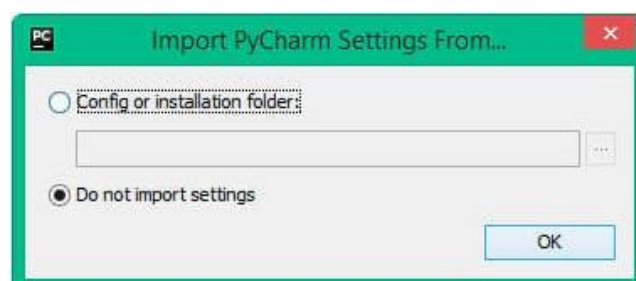 PC
Import PyCharm Settings From...
Config or installation folder:
...
Do not import settings
OK